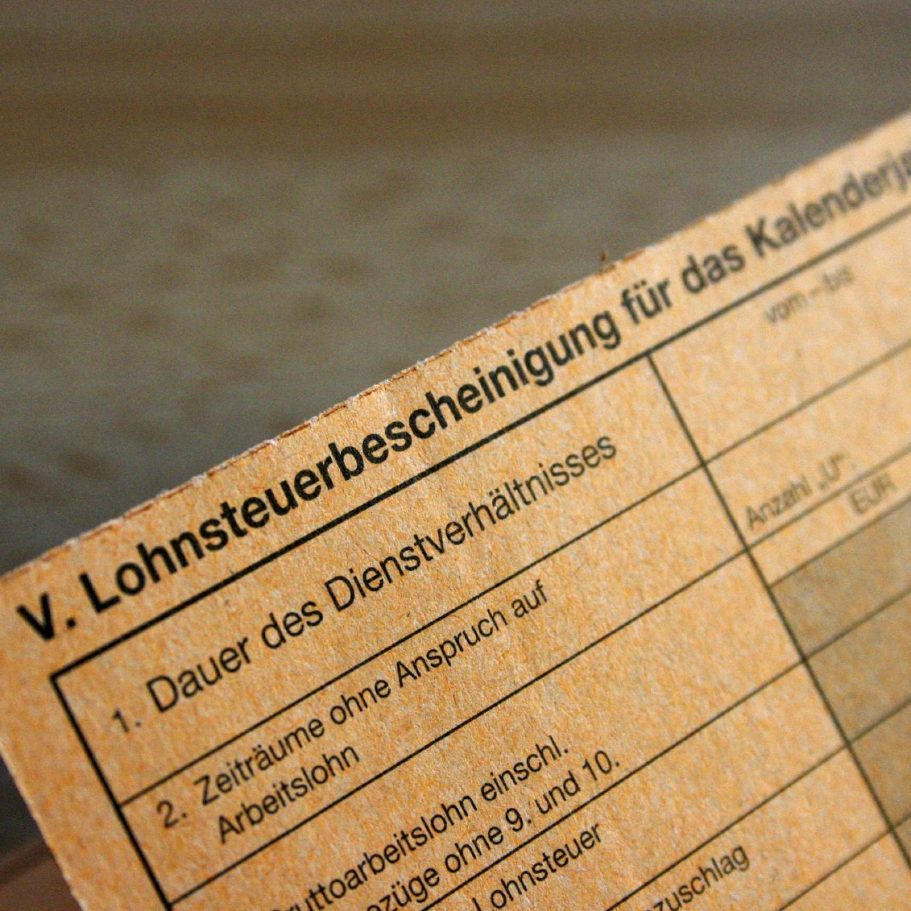 V. Lohnsteuerbescheinigung für das Kalenderj
vom – bis
1. Dauer des Dienstverhältnisses
Anzahl „U“:
2. Zeiträume ohne Anspruch auf
Arbeitslohn
EUR
ruttoarbeitslohn einschl.
züge ohne 9. und 10.
Lohnsteuer
zuschlag